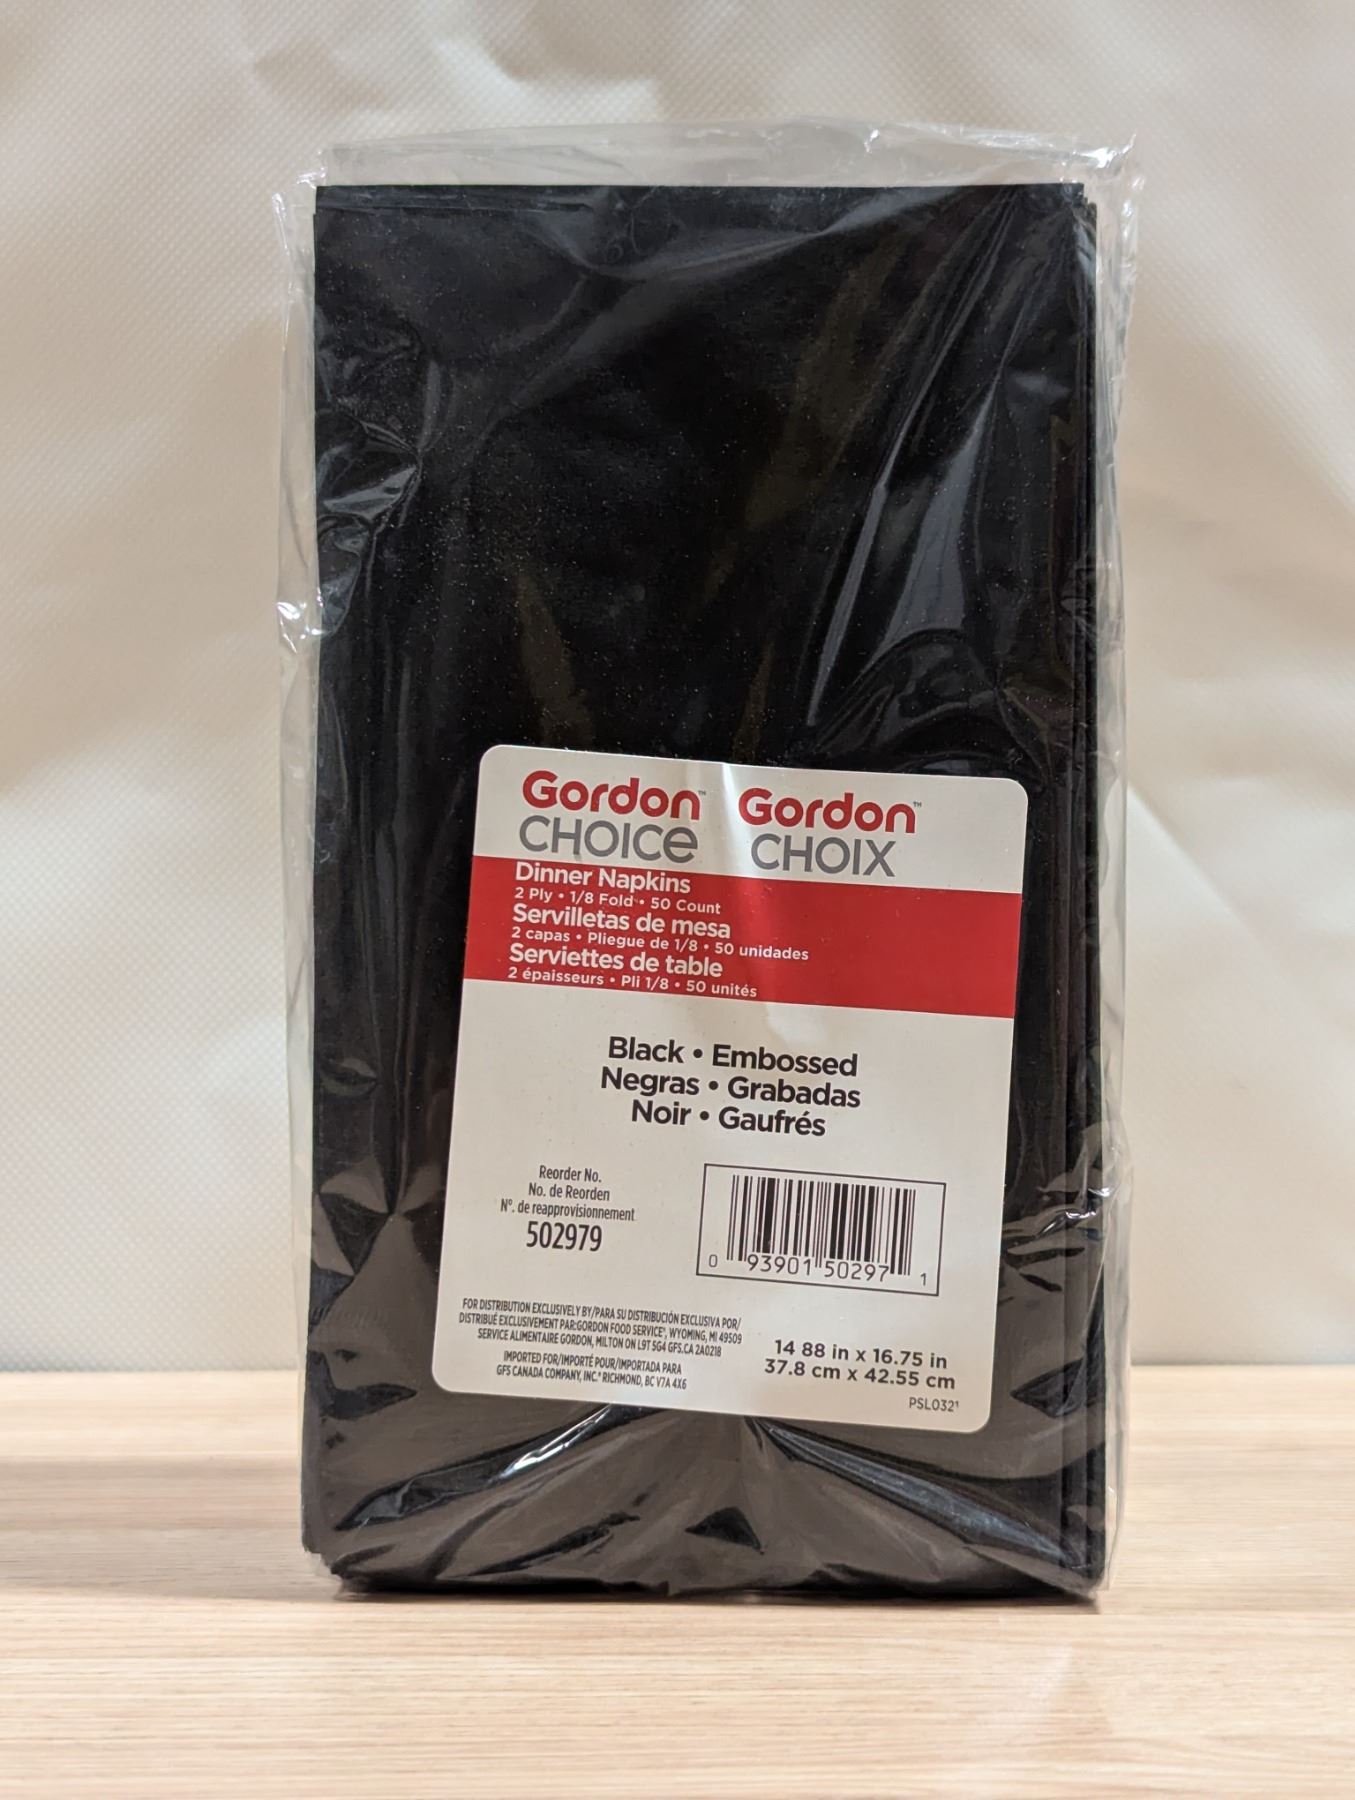 Gordon™
CHOICE
Gordon™
CHOIX
Dinner Napkins
2 Ply • 1/8 Fold • 50 Count
Servilletas de mesa
2 capas • Pliegue de 1/8 • 50 unidades
Serviettes de table
2 épaisseurs • Pli 1/8 • 50 unités
Black • Embossed
Negras • Grabadas
Noir • Gaufrés
Reorder No.
No. de Reorden
N°. de reapprovisionnement
502979
0 93901 50297 1
FOR DISTRIBUTION EXCLUSIVELY BY/PARA SU DISTRIBUCIÓN EXCLUSIVA POR/
DISTRIBUÉ EXCLUSIVEMENT PAR:GORDON FOOD SERVICE®, WYOMING, MI 49509
SERVICE ALIMENTAIRE GORDON, MILTON ON L9T 5G4 GFS.CA 2A0218
IMPORTED FOR/IMPORTÉ POUR/IMPORTADA PARA
GFS CANADA COMPANY, INC.® RICHMOND, BC V7A 4X6
14 88 in x 16.75 in
37.8 cm x 42.55 cm
PSL032¹